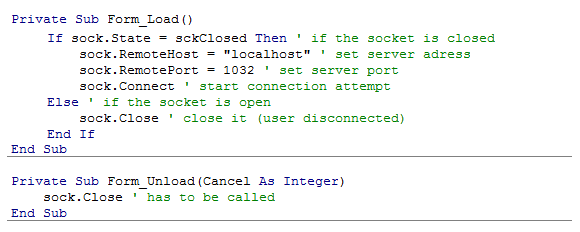 Private Sub Form_Load()
If sock.State = sckClosed Then ' if the socket is closed
sock.RemoteHost = "localhost" ' set server adress
sock.RemotePort = 1032 ' set server port
sock.Connect ' start connection attempt
Else ' if the socket is open
sock.Close ' close it (user disconnected)
End If
End Sub
Private Sub Form_Unload(Cancel As Integer)
sock.Close ' has to be called
End Sub